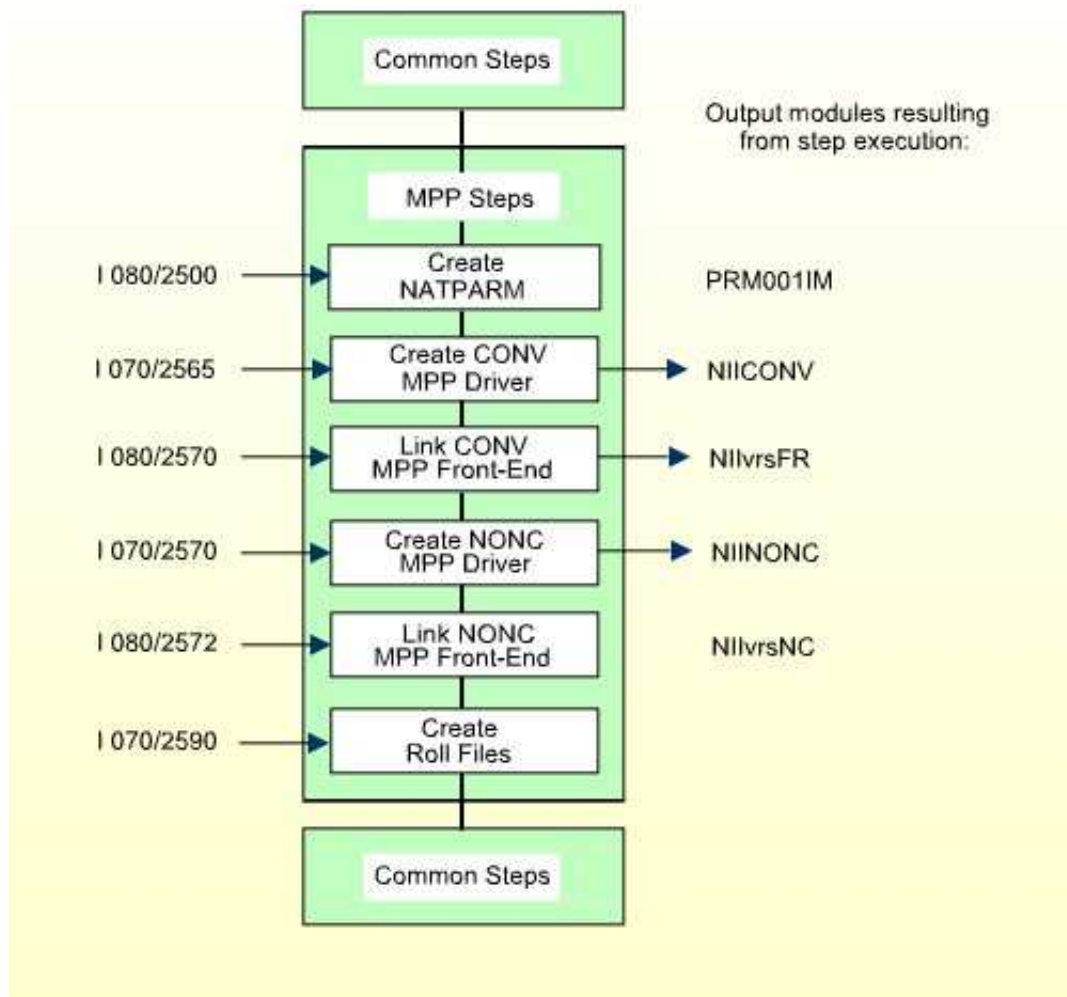 Common Steps
Output modules resulting
from step execution:
MPP Steps
I 080/2500
Create
NATPARM
PRM001IM
I 070/2565
Create CONV
MPP Driver
NIICONV
I 080/2570
Link CONV
MPP Front-End
NIIvrsFR
I 070/2570
Create NONC
MPP Driver
NIINONC
I 080/2572
Link NONC
MPP Front-End
NIIvrsNC
I 070/2590
Create
Roll Files
Common Steps